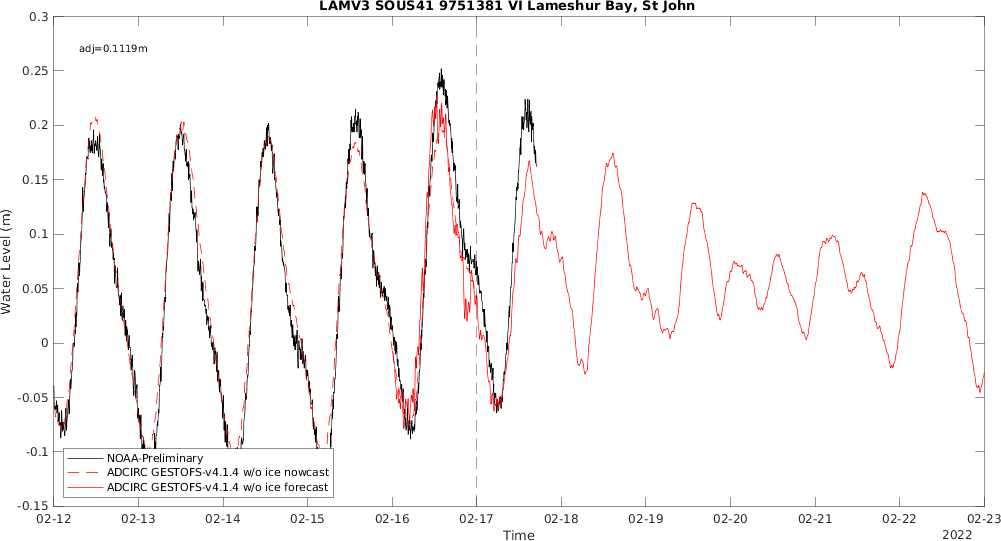 LAMV3 SOUS41 9751381 VI Lameshur Bay, St John
adj=0.1119m
0.3
0.25
0.2
0.15
0.1
0.05
0
-0.05
-0.1
-0.15
Water Level (m)
NOAA-Preliminary
ADCIRC GESTOFS-v4.1.4 w/o ice nowcast
ADCIRC GESTOFS-v4.1.4 w/o ice forecast
02-12 02-13 02-14 02-15 02-16 02-17 02-18 02-19 02-20 02-21 02-22 02-23
Time
2022